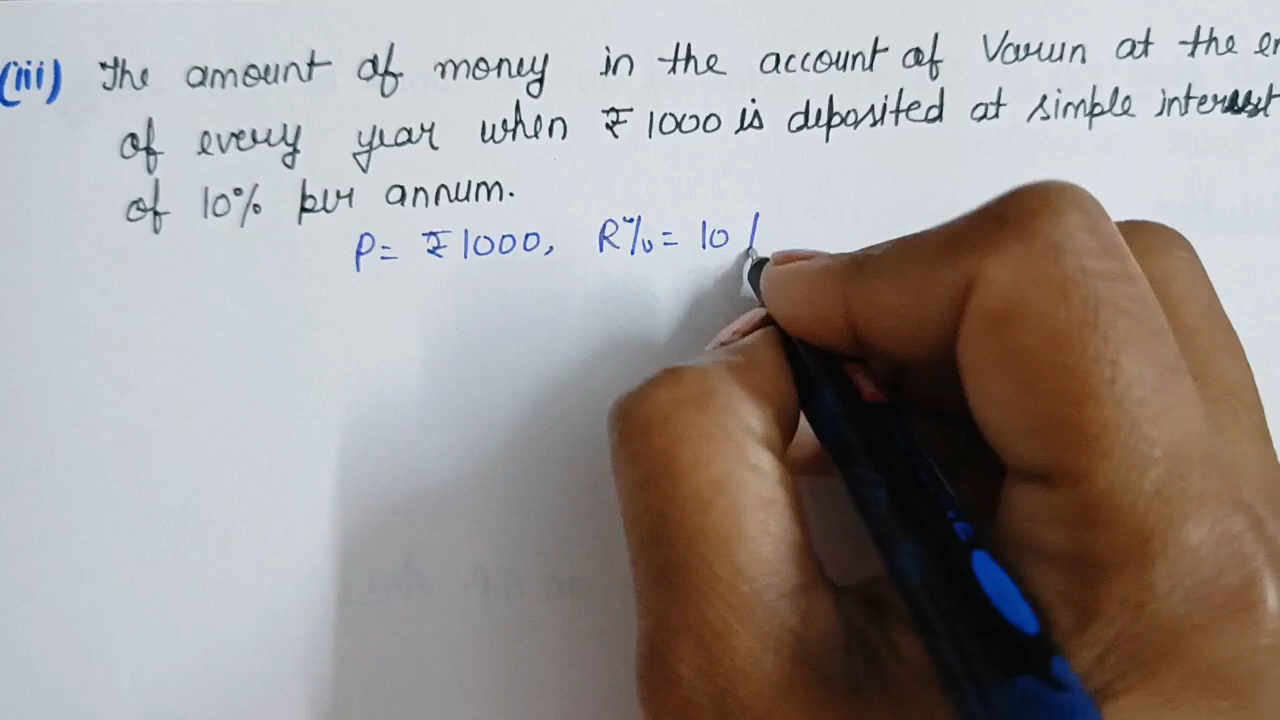 (iii) The amount of money in the account of Varun at the
of every year when ₹1000 is deposited at simple interest
of 10% per annum.
P= ₹1000, R%= 10